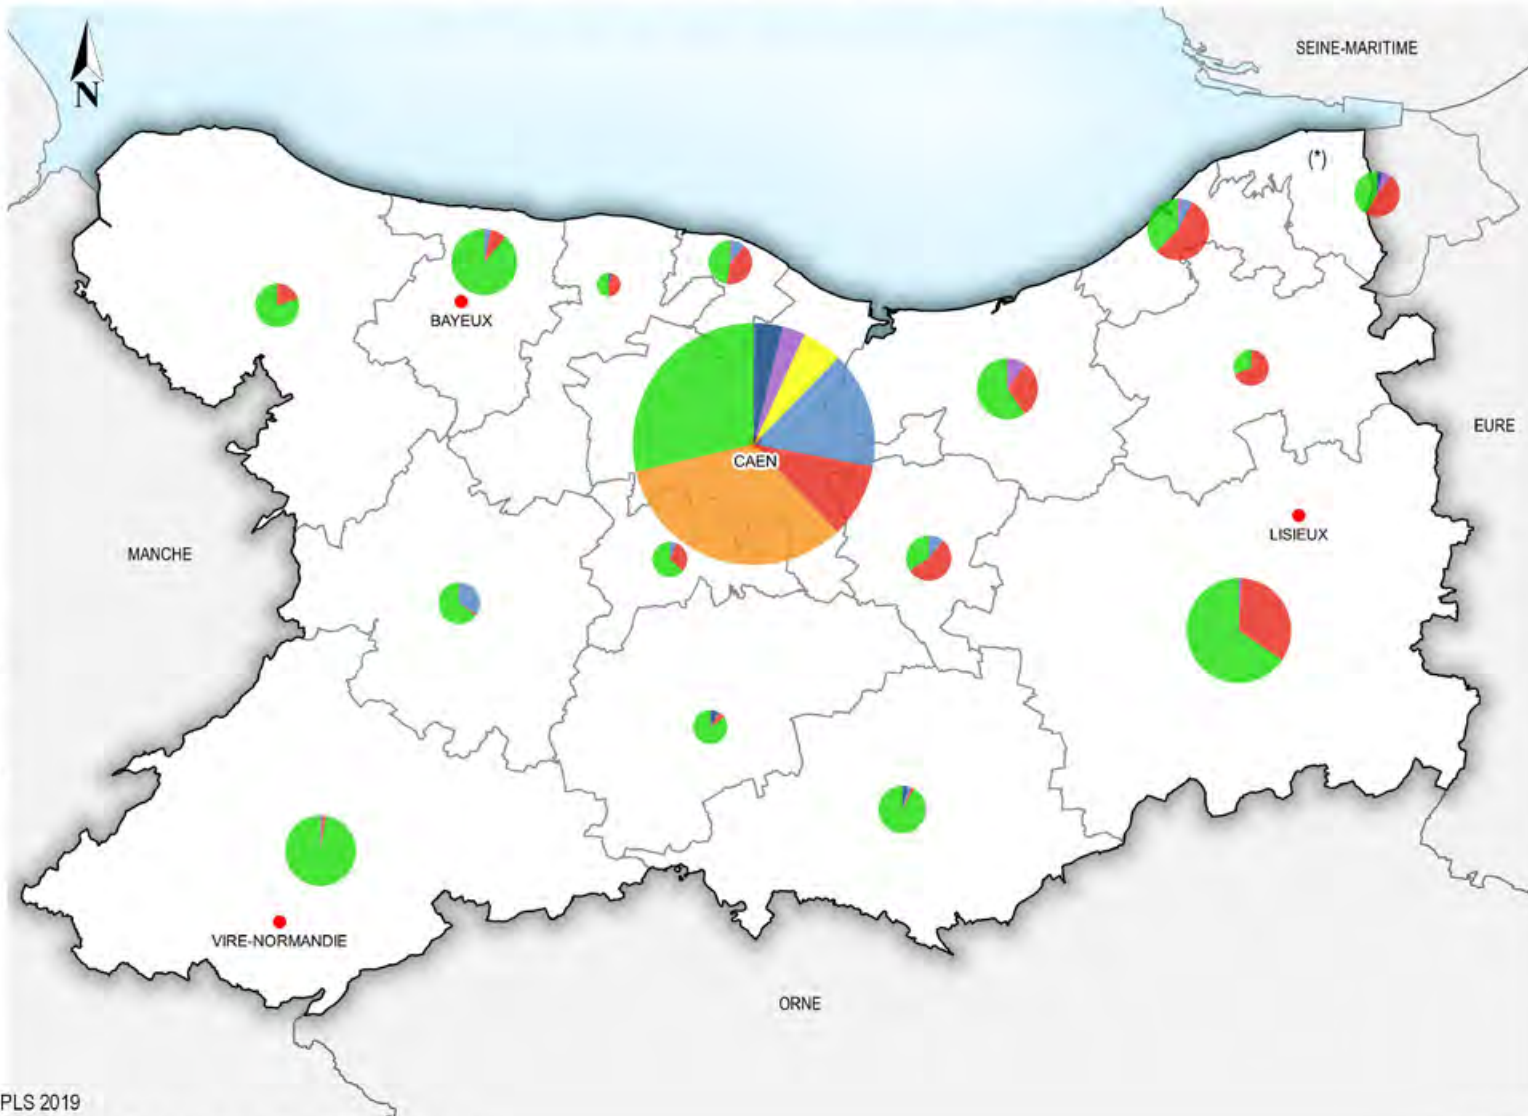 SEINE-MARITIME
N
(*)
BAYEUX
EURE
CAEN
LISIEUX
MANCHE
VIRE-NORMANDIE
ORNE
PLS 2019